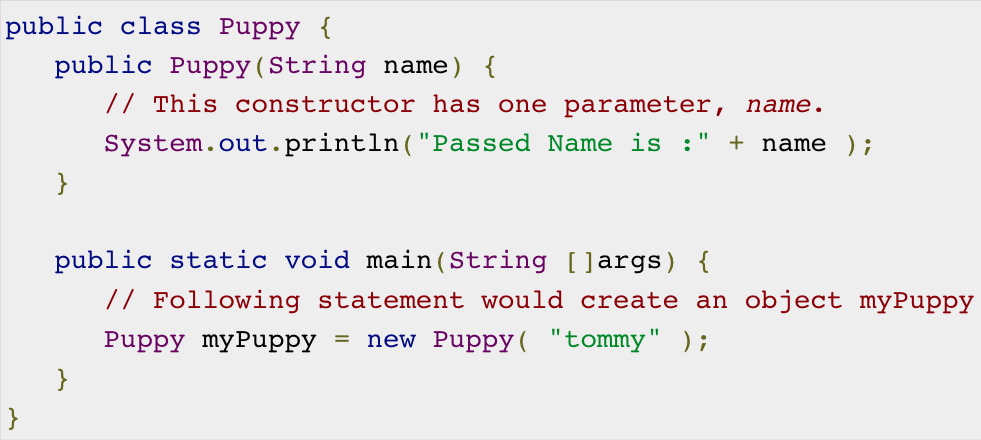 public class Puppy {
public Puppy(String name) {
// This constructor has one parameter, name.
System.out.println("Passed Name is :" + name );
}
public static void main(String []args) {
// Following statement would create an object myPuppy
Puppy myPuppy = new Puppy( "tommy" );
}
}